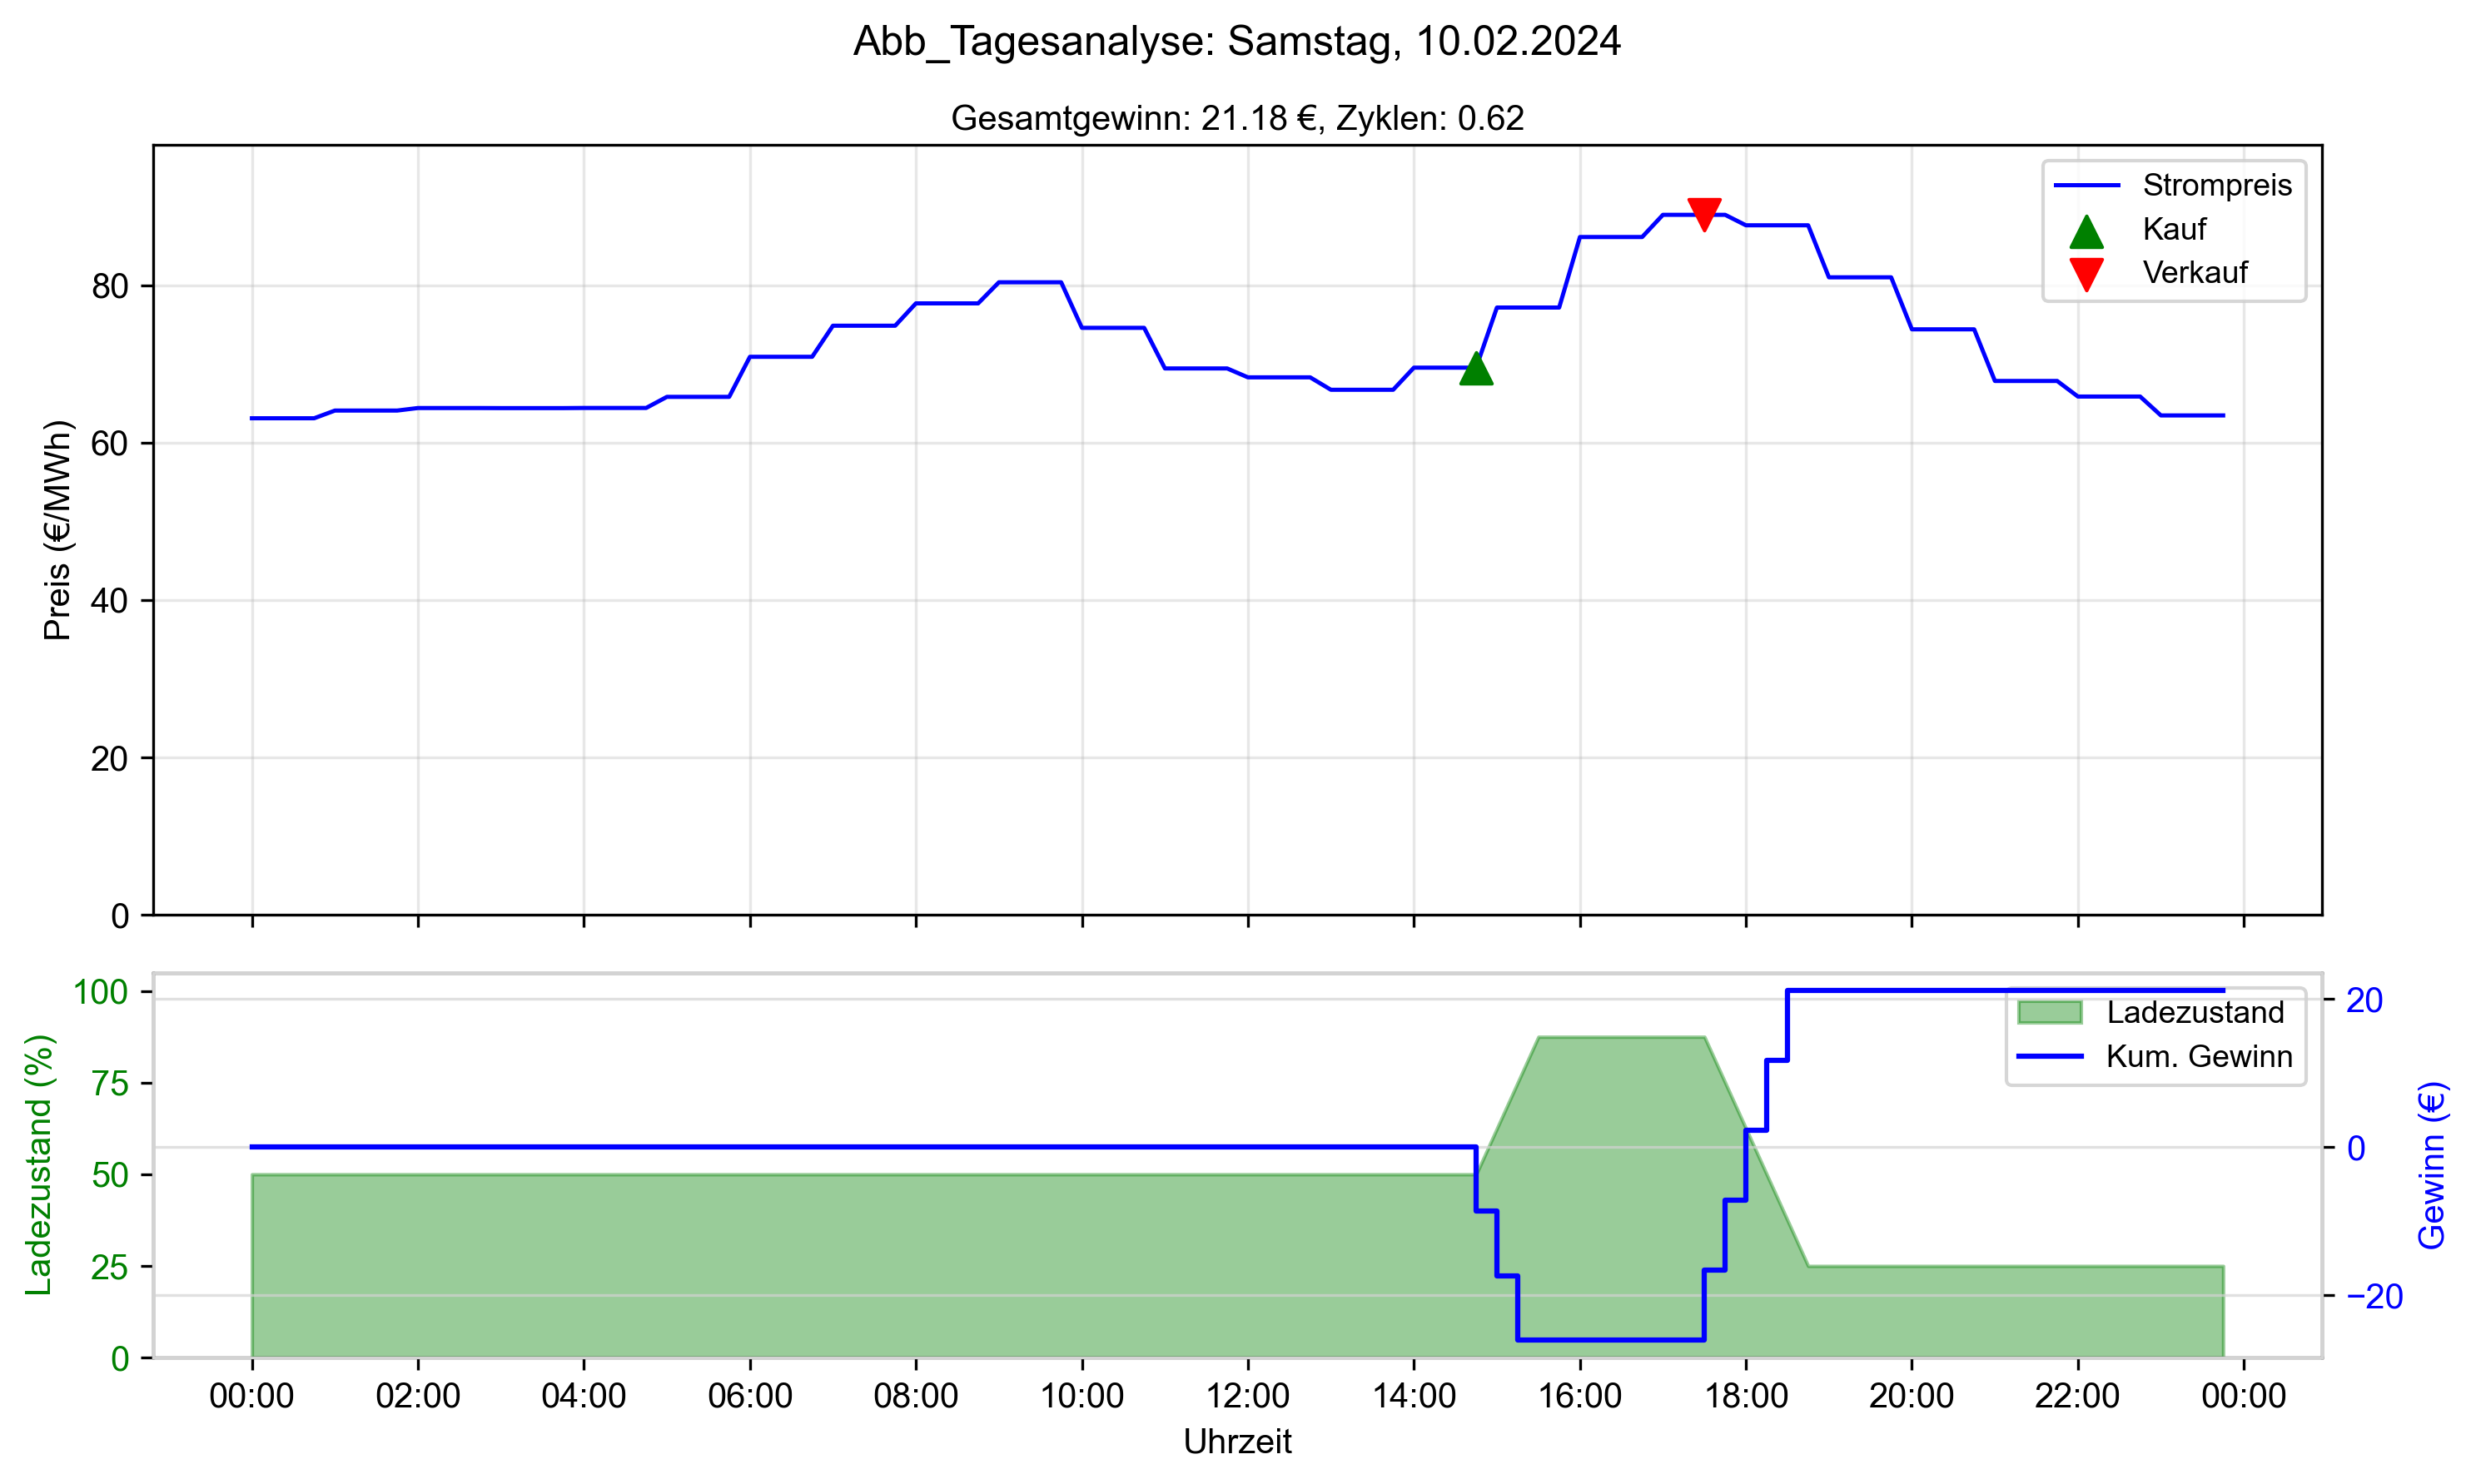 Abb_Tagesanalyse: Samstag, 10.02.2024
Gesamtgewinn: 21.18 €, Zyklen: 0.62
Strompreis
Kauf
Verkauf
Preis (€/MWh)
80
60
40
20
0
Ladezustand (%)
100
75
50
25
0
Ladezustand
Kum. Gewinn
20
0
−20
Gewinn (€)
00:00 02:00 04:00 06:00 08:00 10:00 12:00 14:00 16:00 18:00 20:00 22:00 00:00
Uhrzeit